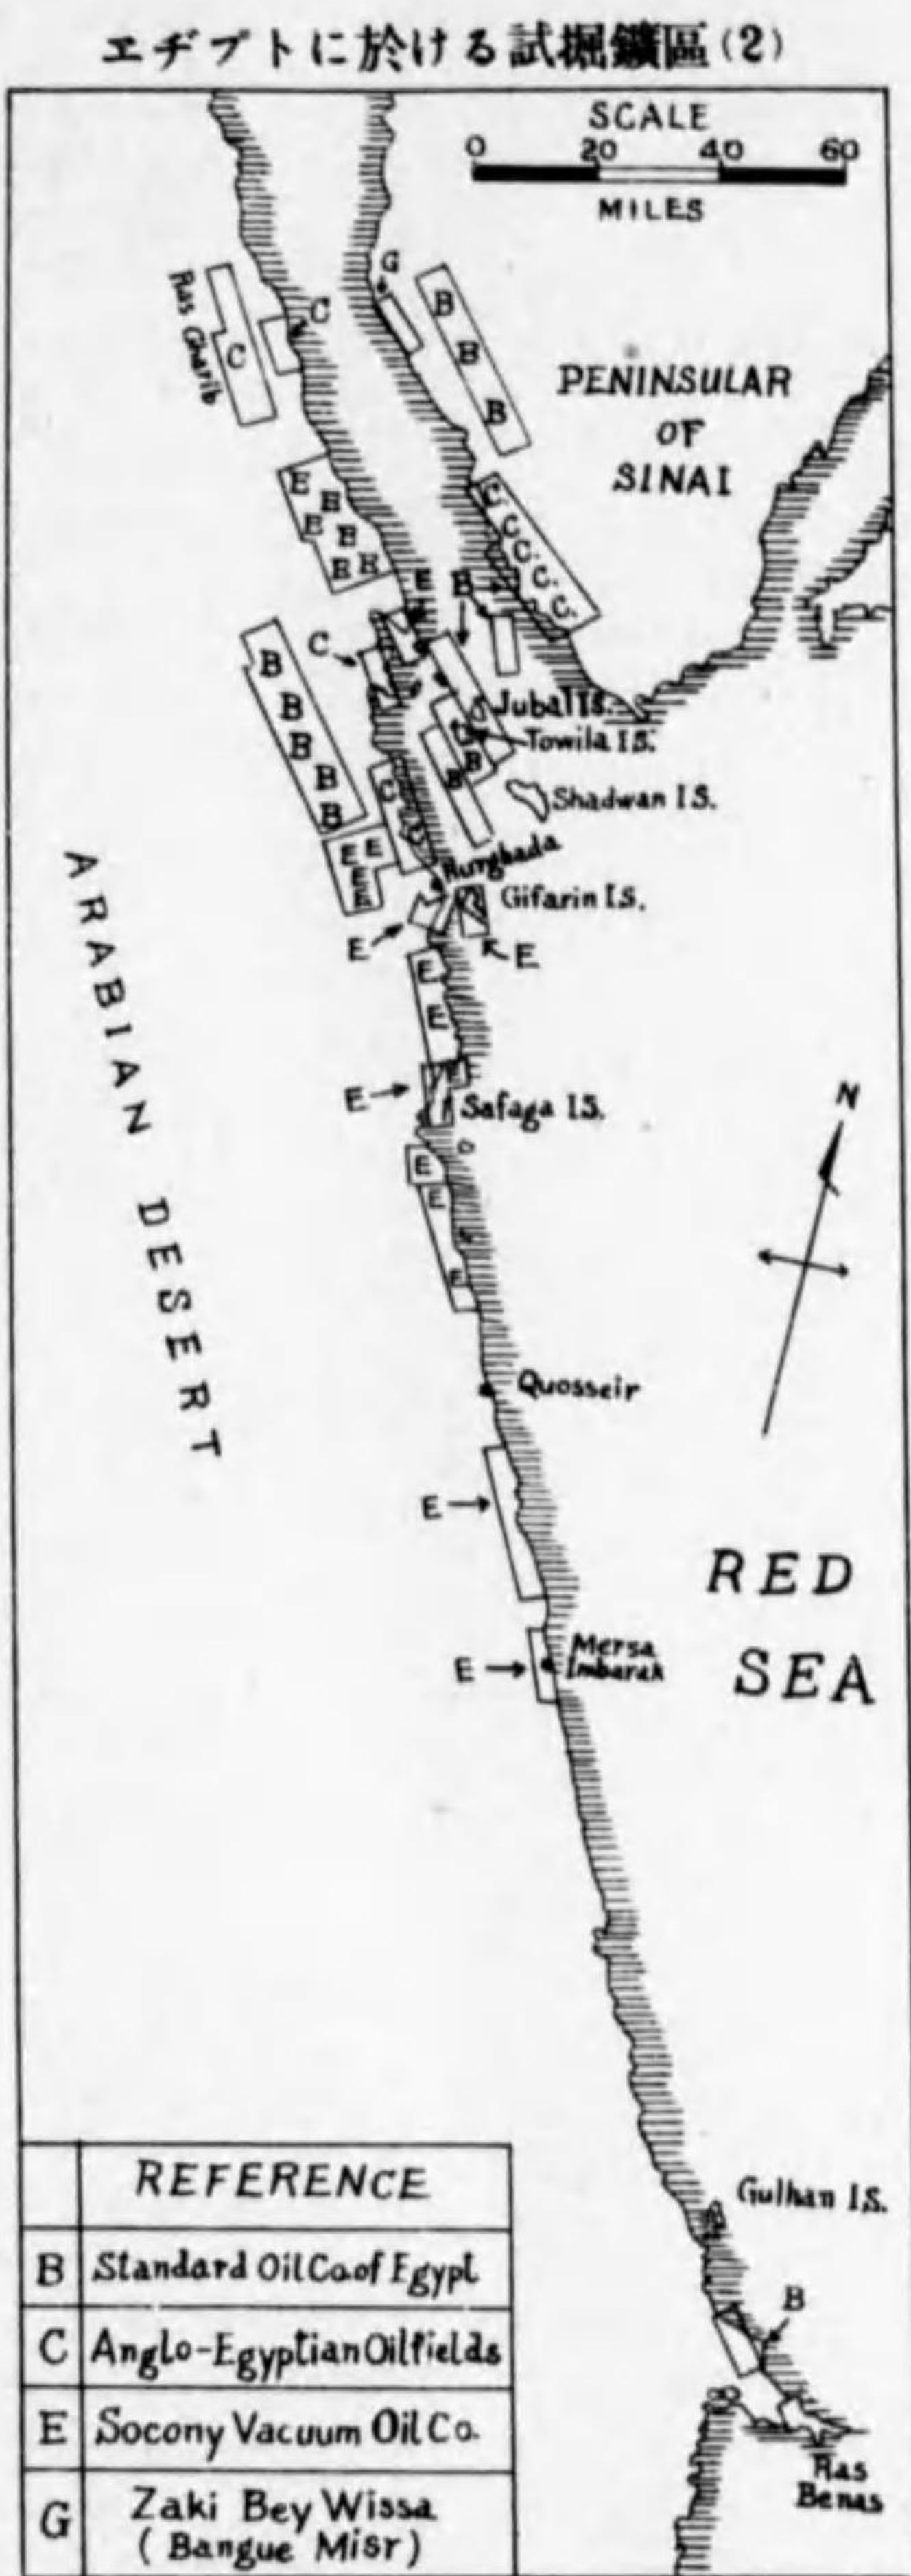 エヂプトに於ける試掘鑛區(2)
SCALE
0 20 40 60
MILES
G
B
B
B
C
C
Ras Gharib
PENINSULAR
OF
SINAI
E
E
E
E
E E
C
C
C
C
C
E
B
C
B
B
B
B
B
Jubal IS.
Towila IS.
B
B
C
Shadwan IS.
E E
E
E
Hurghada
Gifarin IS.
E
E
E
E
E
E
Safaga IS.
E
E
E
ARABIAN DESERT
N
Quosseir
E
RED
SEA
E
Mersa
Imbarak
Gulhan IS.
B
Ras
Benas
REFERENCE
B Standard Oil Co. of Egypt
C Anglo-Egyptian Oilfields
E Socony Vacuum Oil Co.
G Zaki Bey Wissa
(Bangue Misr)